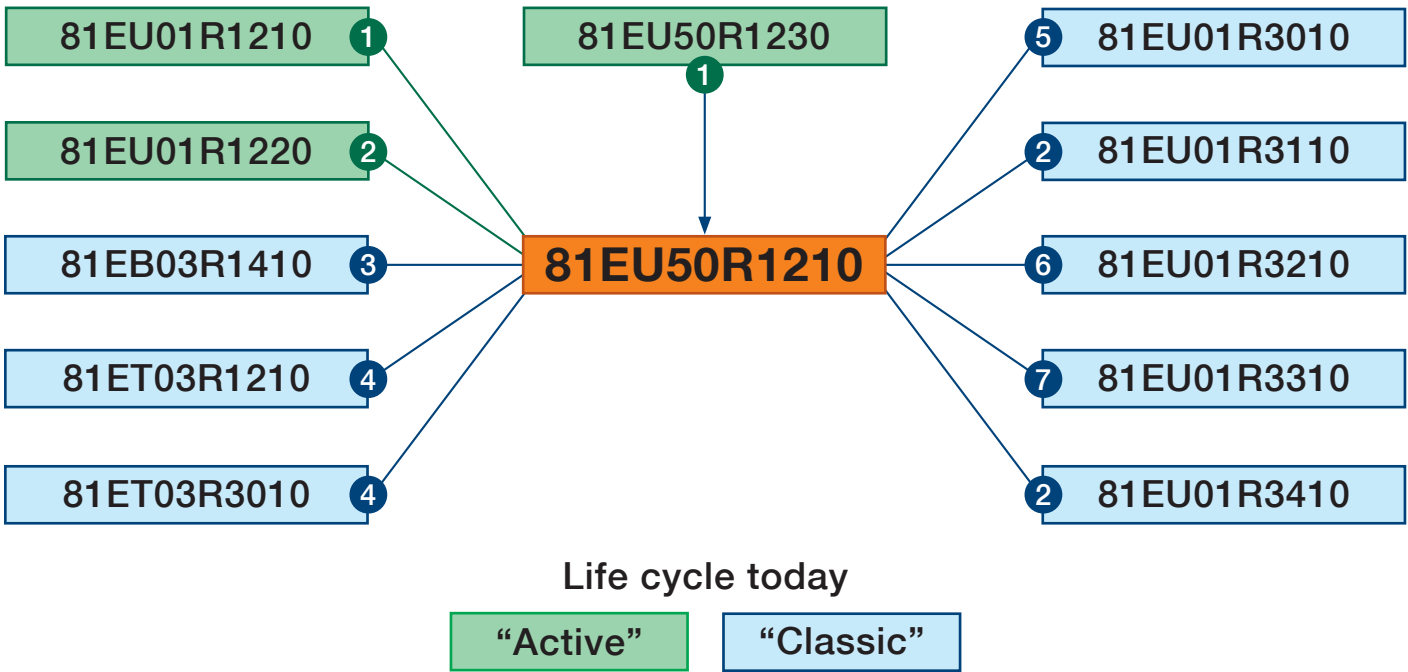 81EU01R1210 1
81EU50R1230
1
5 81EU01R3010
81EU01R1220 2
2 81EU01R3110
81EB03R1410 3
81EU50R1210
6 81EU01R3210
81ET03R1210 4
7 81EU01R3310
81ET03R3010 4
2 81EU01R3410
Life cycle today
“Active”
“Classic”